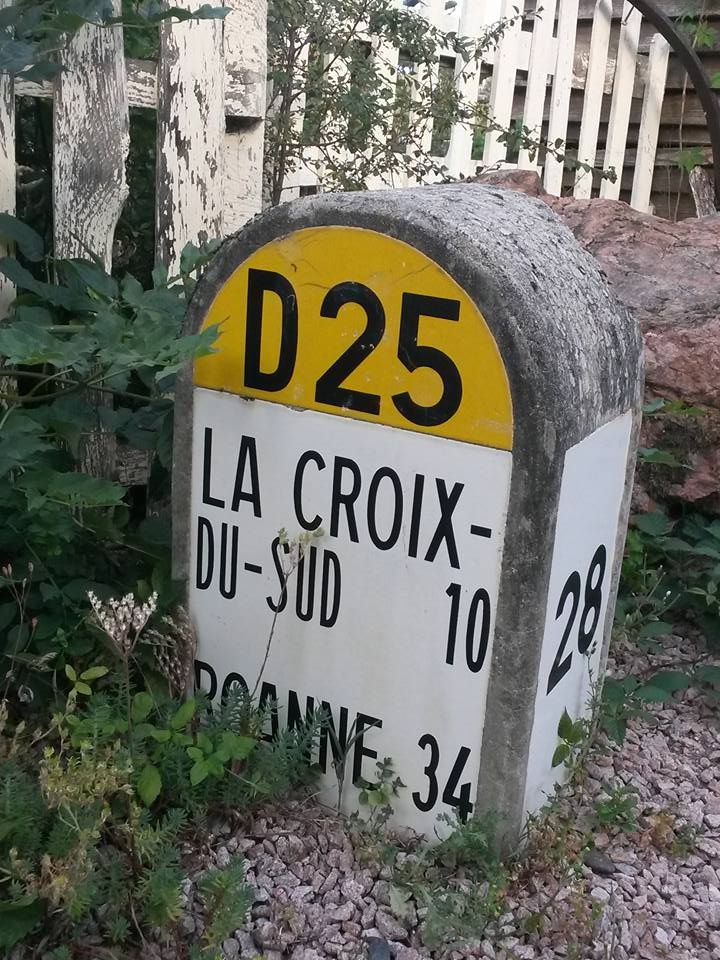 D25
LA CROIX-
DU-SUD 10
ROANNE 34
28